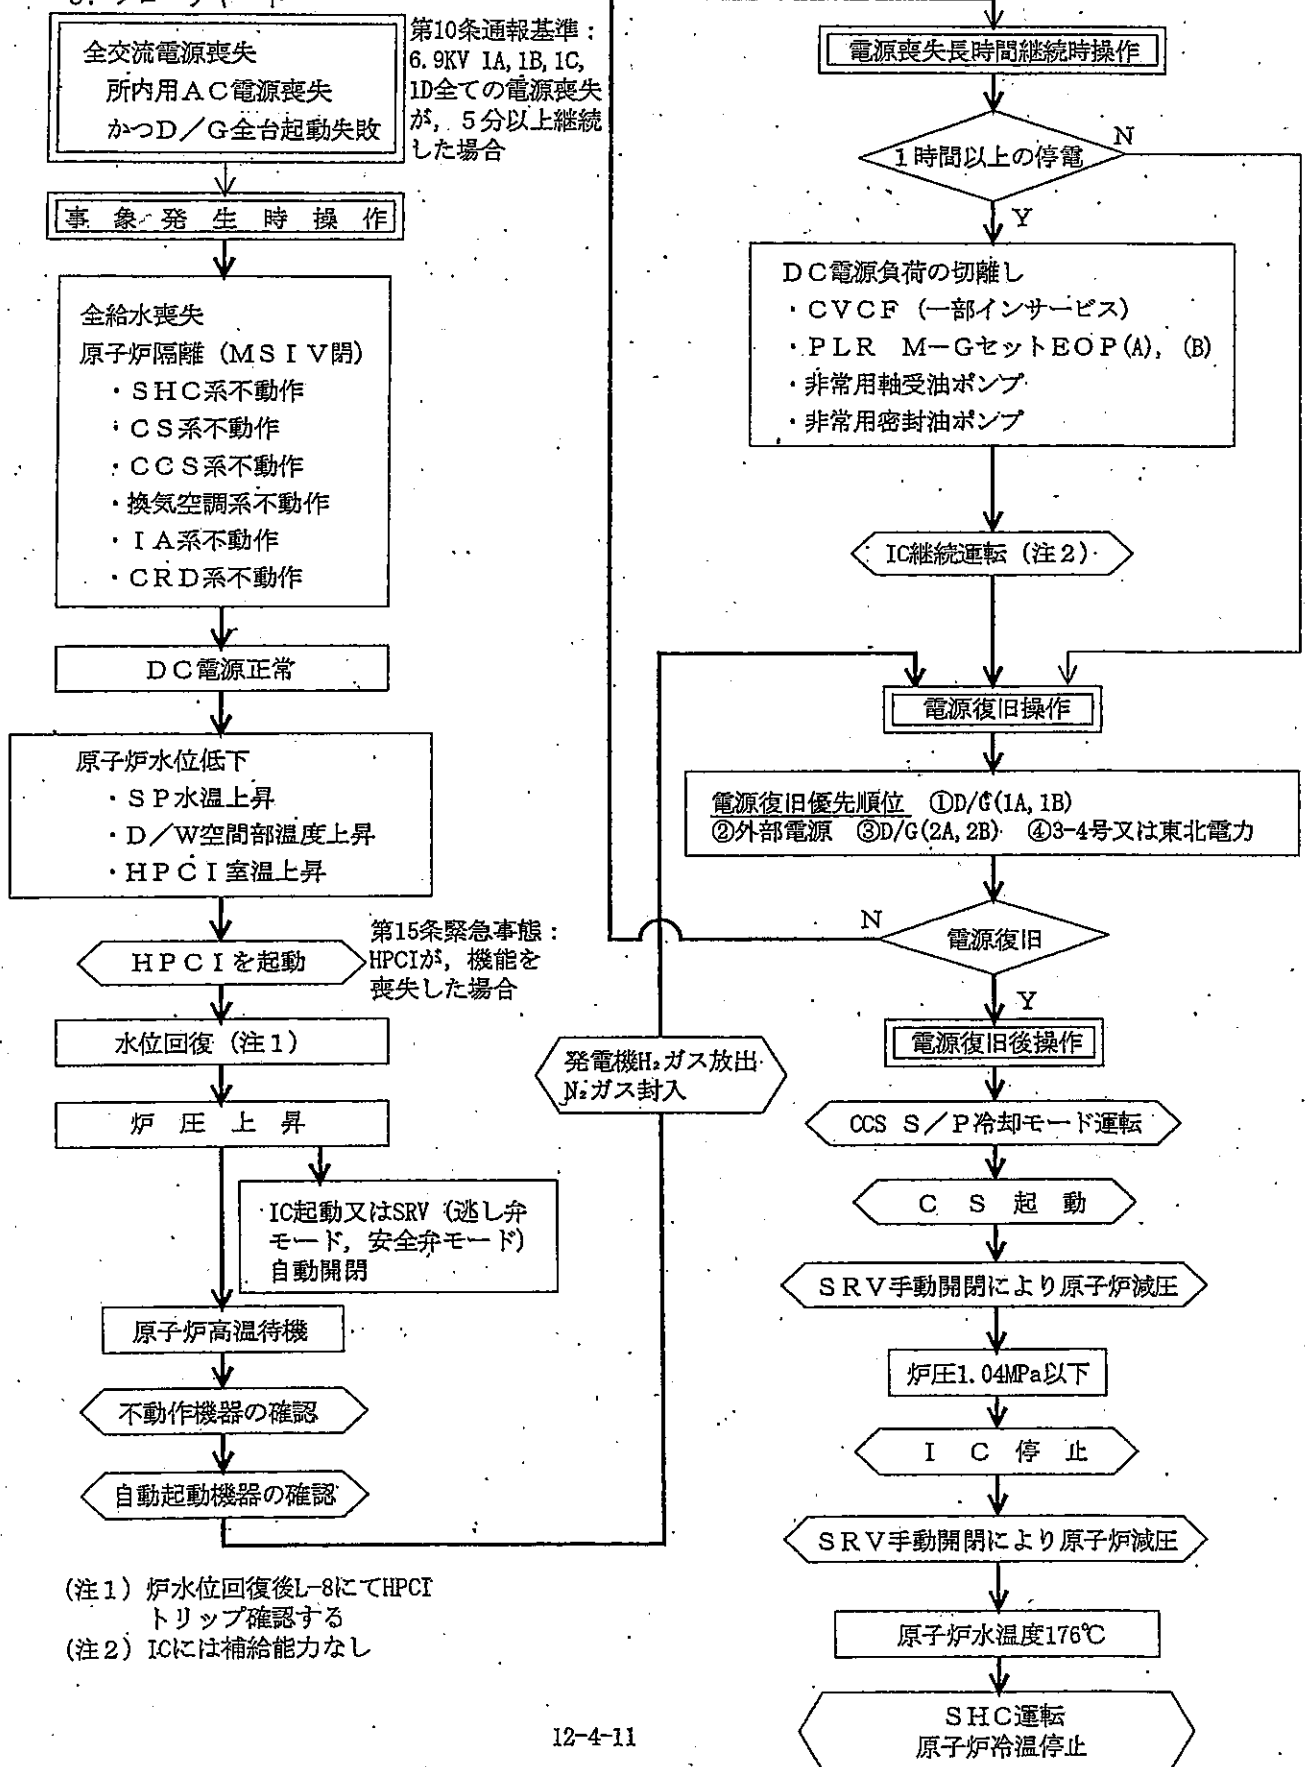 全交流電源喪失
所内用AC電源喪失
かつD／G全台起動失敗
第10条通報基準：
6.9KV 1A, 1B, 1C,
1D全ての電源喪失
が，5分以上継続
した場合
事象発生時操作
全給水喪失
原子炉隔離（MSIV閉）
・SHC系不動作
・CS系不動作
・CCS系不動作
・換気空調系不動作
・IA系不動作
・CRD系不動作
DC電源正常
原子炉水位低下
・SP水温上昇
・D／W空間部温度上昇
・HPCI室温上昇
HPCIを起動
第15条緊急事態：
HPCIが，機能を
喪失した場合
水位回復（注1）
炉圧上昇
IC起動又はSRV（逃し弁
モード，安全弁モード）
自動開閉
原子炉高温待機
不動作機器の確認
自動起動機器の確認
発電機H₂ガス放出
N₂ガス封入
電源喪失長時間継続時操作
1時間以上の停電
N
Y
DC電源負荷の切離し
・CVCF（一部インサービス）
・PLR M−GセットEOP(A)，(B)
・非常用軸受油ポンプ
・非常用密封油ポンプ
IC継続運転（注2）
電源復旧操作
電源復旧優先順位 ①D/G(1A, 1B)
②外部電源 ③D/G(2A, 2B) ④3-4号又は東北電力
N
電源復旧
Y
電源復旧後操作
CCS S／P冷却モード運転
CS起動
SRV手動開閉により原子炉減圧
炉圧1.04MPa以下
IC停止
SRV手動開閉により原子炉減圧
原子炉水温度176℃
SHC運転
原子炉冷温停止
(注1) 炉水位回復後L-8にてHPCI
トリップ確認する
(注2) ICには補給能力なし
12-4-11